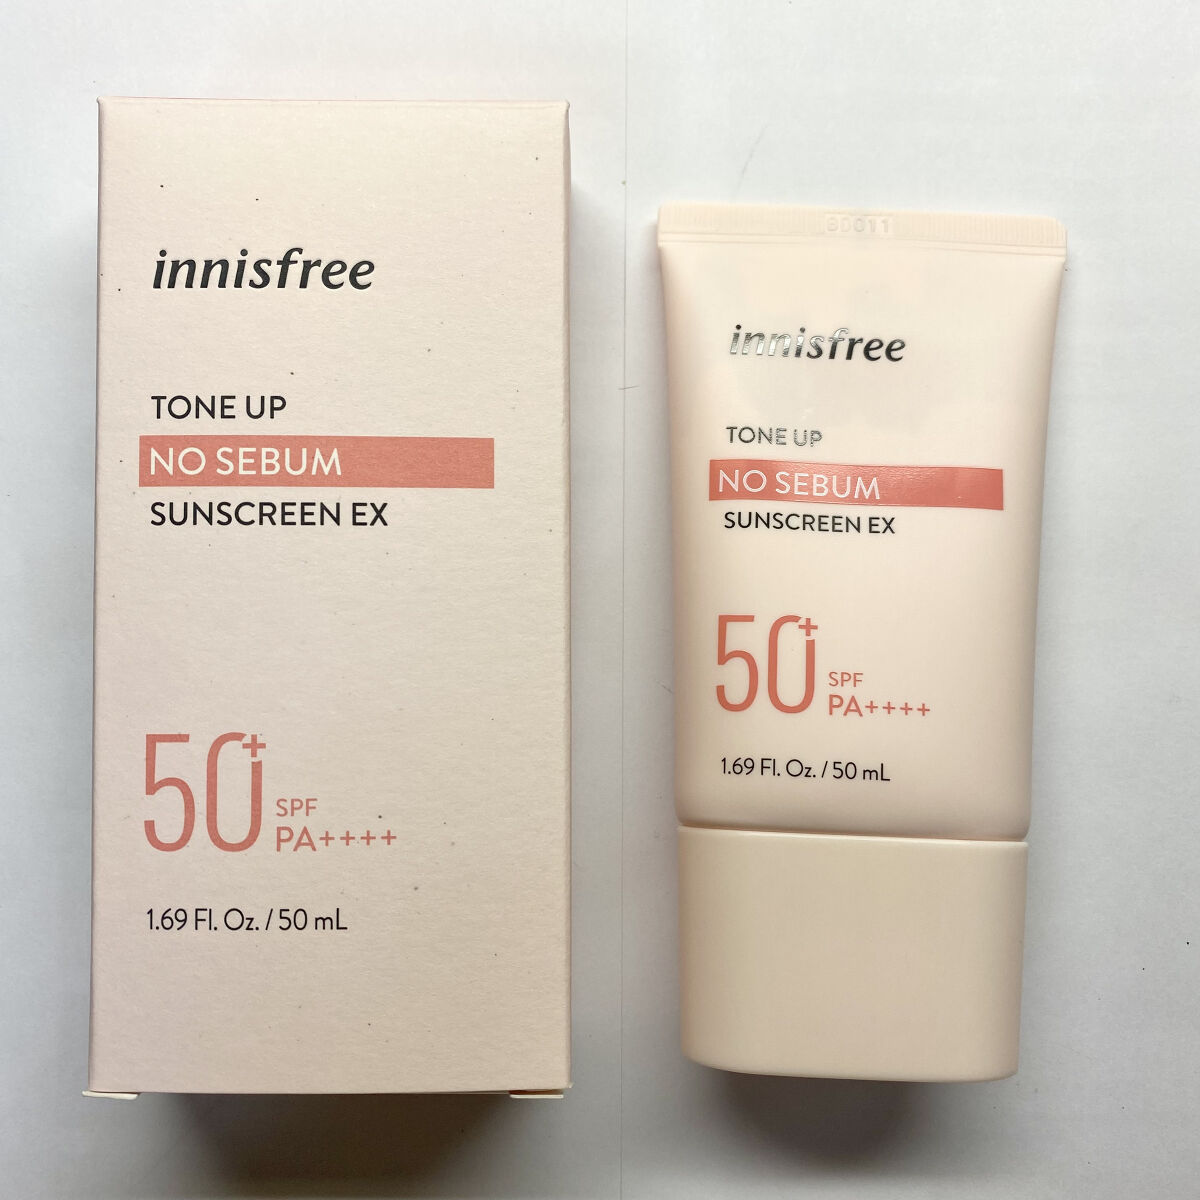 innisfree
TONE UP
NO SEBUM
SUNSCREEN EX
50+
SPF
PA++++
1.69 Fl. Oz. / 50 mL
innisfree
TONE UP
NO SEBUM
SUNSCREEN EX
50+
SPF
PA++++
1.69 Fl. Oz. / 50 mL